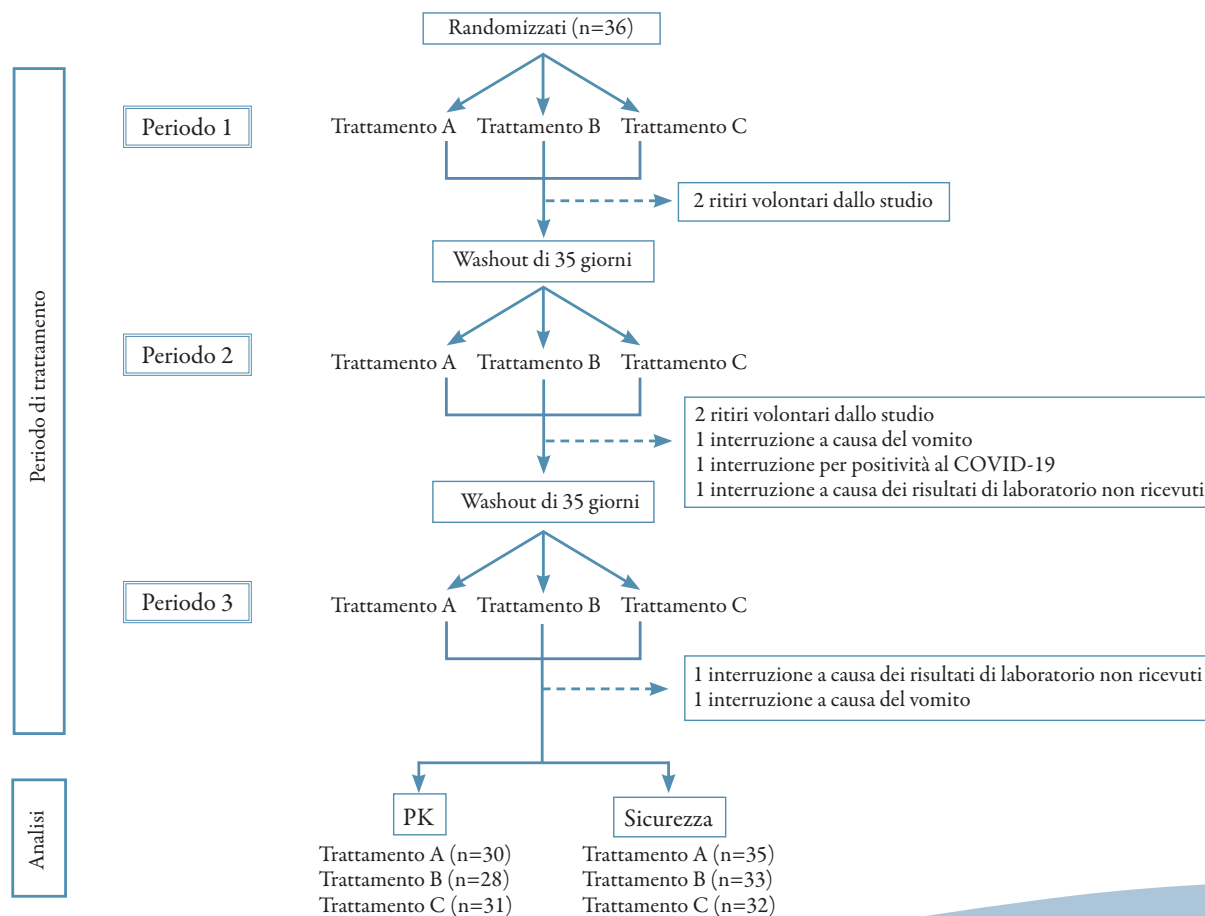 Randomizzati (n=36)
Periodo di trattamento
Periodo 1
Trattamento A Trattamento B Trattamento C
2 ritiri volontari dallo studio
Washout di 35 giorni
Periodo 2
Trattamento A Trattamento B Trattamento C
2 ritiri volontari dallo studio
1 interruzione a causa del vomito
1 interruzione per positività al COVID-19
1 interruzione a causa dei risultati di laboratorio non ricevuti
Washout di 35 giorni
Periodo 3
Trattamento A Trattamento B Trattamento C
1 interruzione a causa dei risultati di laboratorio non ricevuti
1 interruzione a causa del vomito
Analisi
PK
Trattamento A (n=30)
Trattamento B (n=28)
Trattamento C (n=31)
Sicurezza
Trattamento A (n=35)
Trattamento B (n=33)
Trattamento C (n=32)